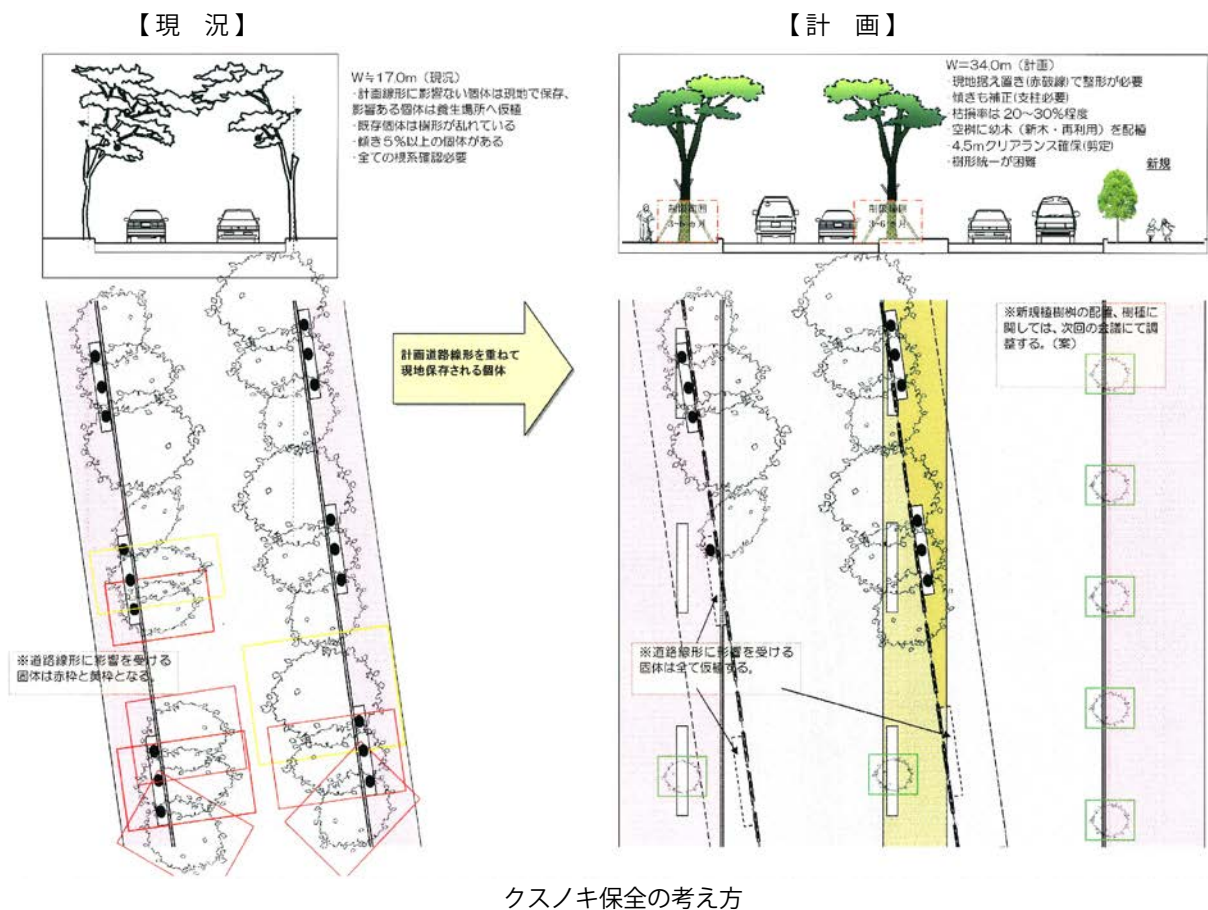 【現　況】
W≒17.0m（現況）
・計画線形に影響ない個体は現地で保存、
影響ある個体は養生場所へ仮植
・既存個体は樹形が乱れている
・傾き5％以上の個体がある
・全ての根系確認必要
【計　画】
W＝34.0m（計画）
・現地据え置き(赤破線)で整形が必要
・傾きも補正(支柱必要)
・枯損率は20～30％程度
・空桝に幼木（新木・再利用）を配植
・4.5mクリアランス確保(剪定)
・樹形統一が困難
新規
3-6ヵ月
3-6ヵ月
計画道路線形を重ねて
現地保存される個体
※新規植樹桝の配置、樹種に
関しては、次回の会議にて調
整する。（案）
※道路線形に影響を受ける
固体は赤枠と黄枠となる。
※道路線形に影響を受ける
固体は全て仮植する。
クスノキ保全の考え方